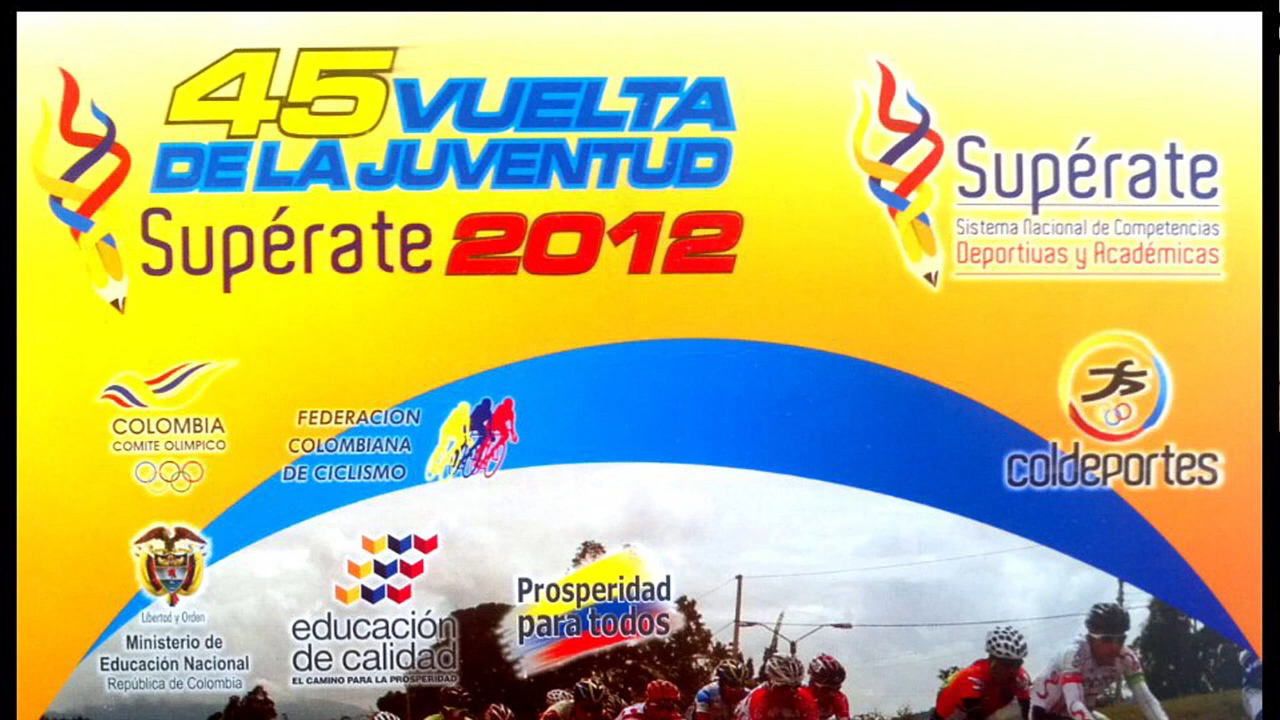 45 VUELTA
DE LA JUVENTUD
Supérate 2012
Supérate
Sistema Nacional de Competencias
Deportivas y Académicas
COLOMBIA
COMITE OLIMPICO
FEDERACION
COLOMBIANA
DE CICLISMO
coldeportes
Libertad y Orden
Ministerio de
Educación Nacional
República de Colombia
educación
de calidad
EL CAMINO PARA LA PROSPERIDAD
Prosperidad
para todos